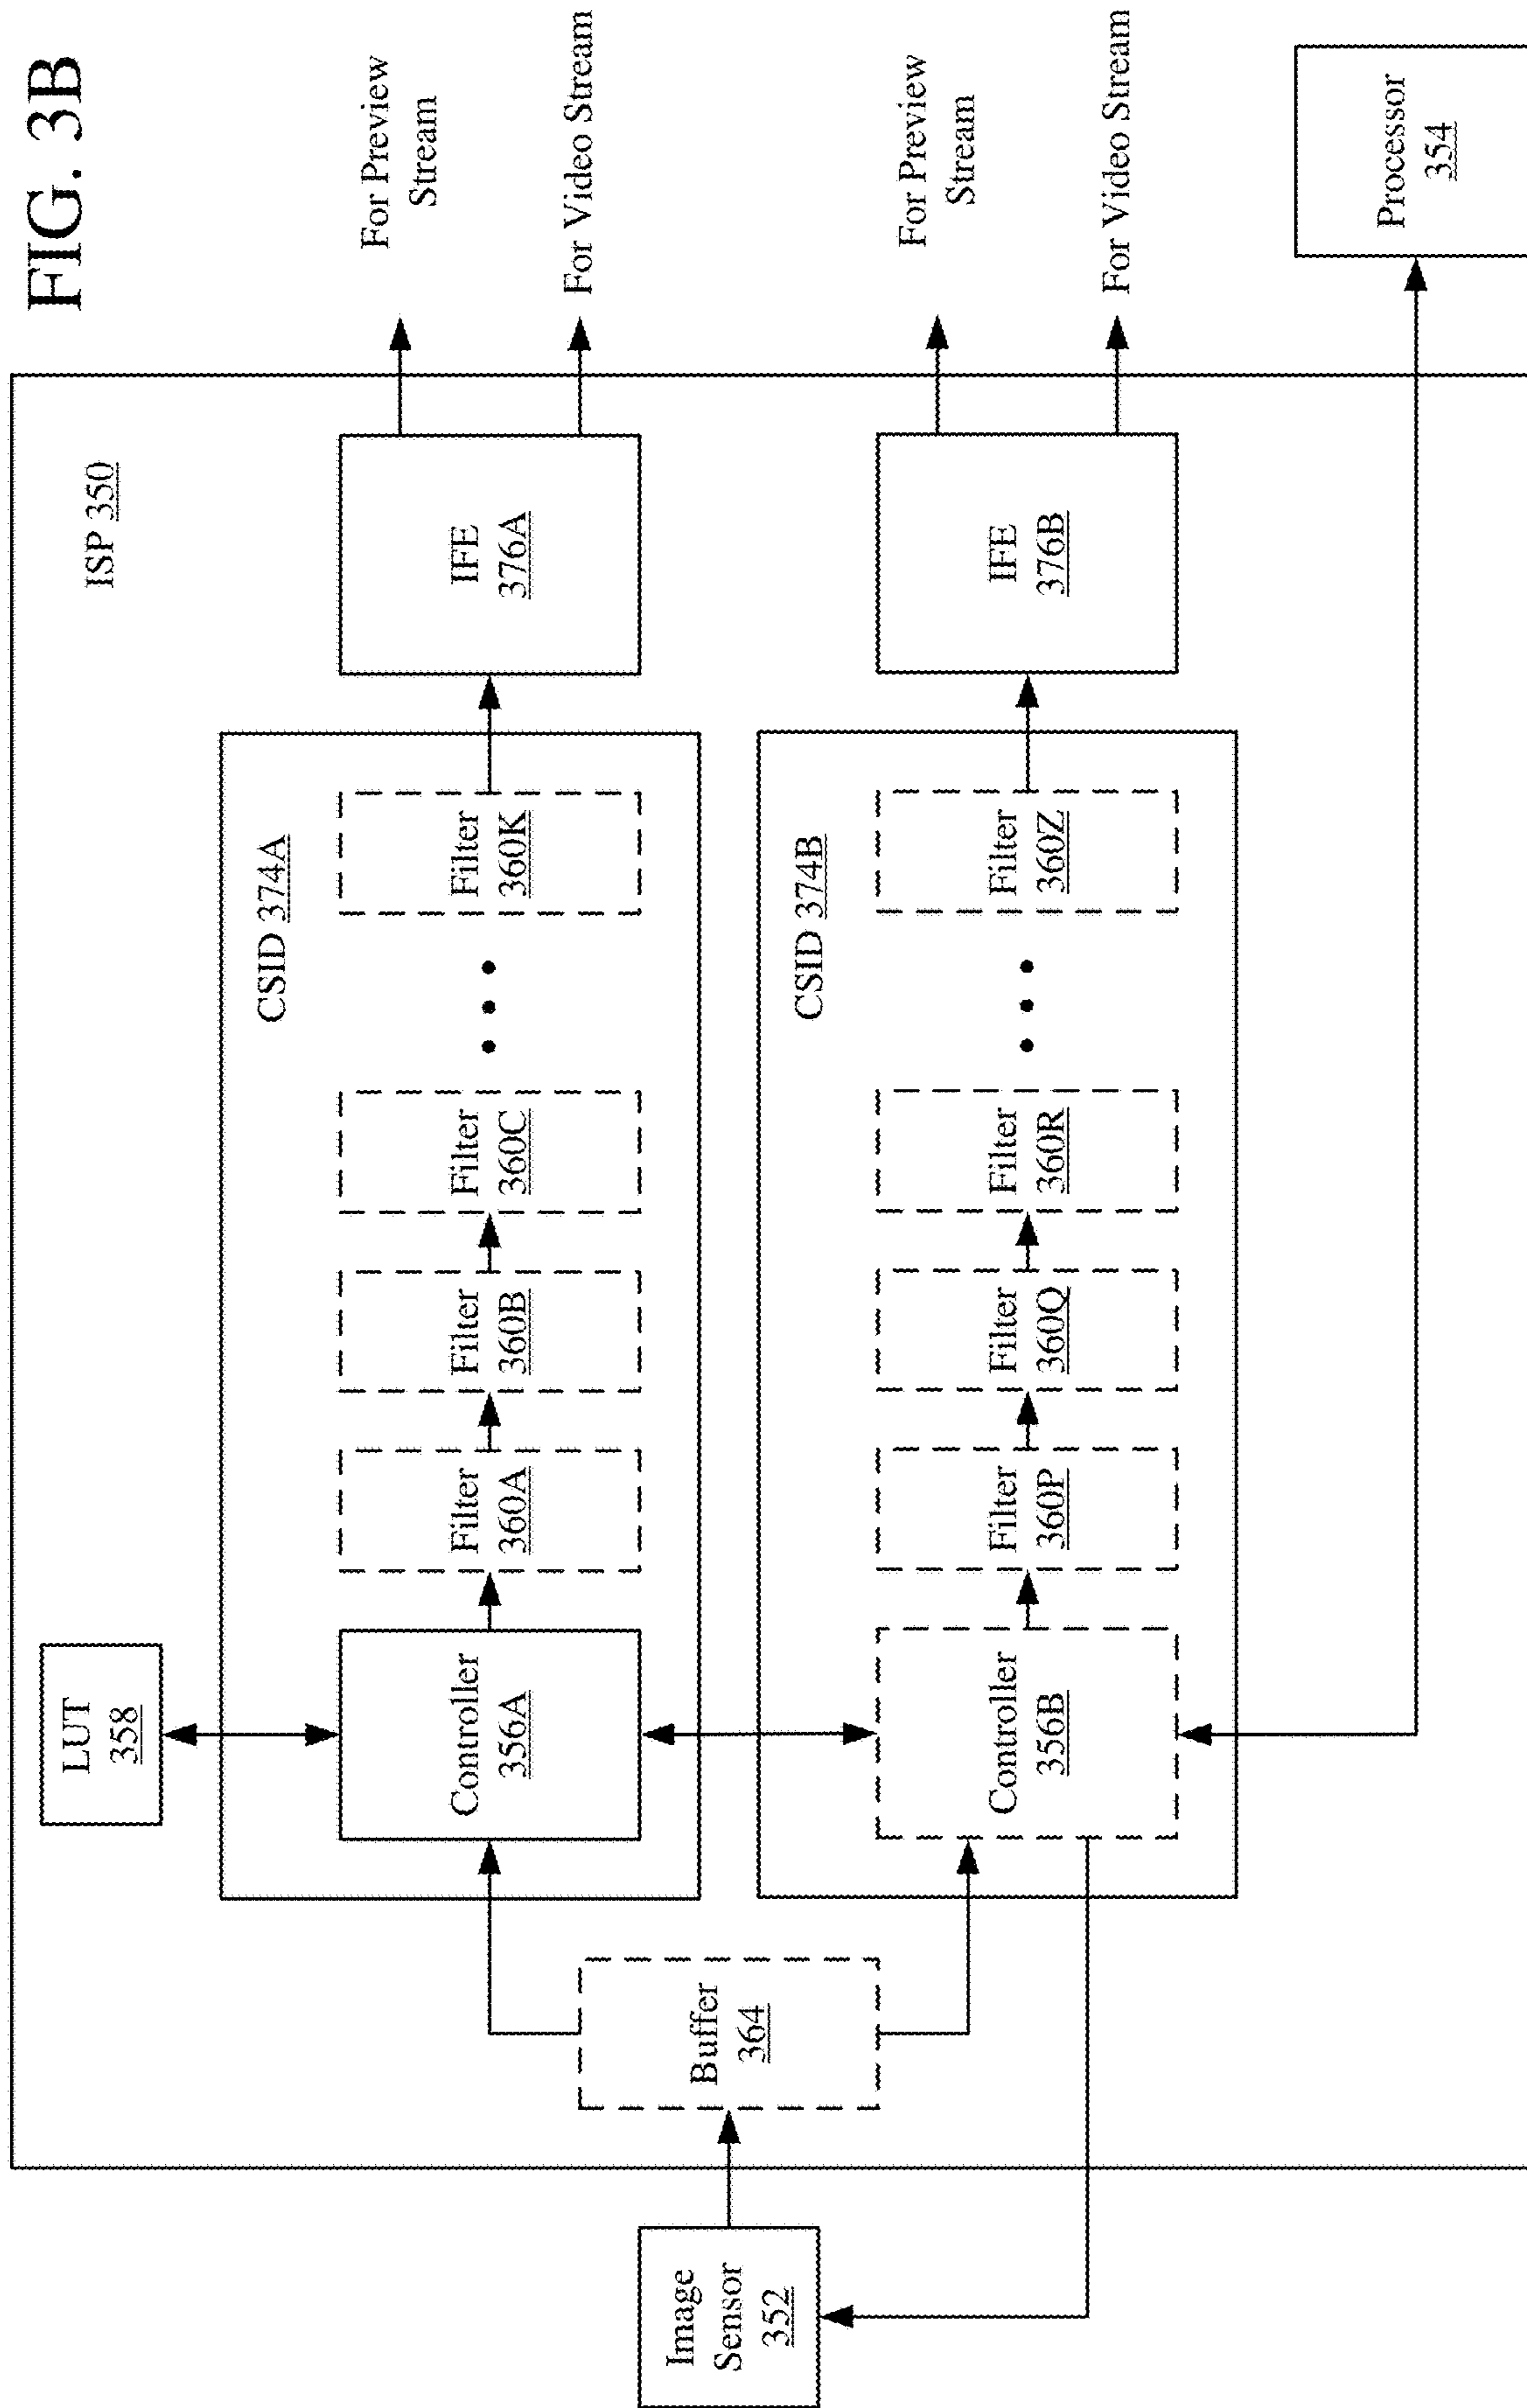 FIG. 3B
ISP 350
LUT
358
CSID 374A
Controller
356A
Filter
360A
Filter
360B
Filter
360C
Filter
360K
IFE
376A
For Preview
Stream
For Video Stream
Image
Sensor
352
Buffer
364
CSID 374B
Controller
356B
Filter
360P
Filter
360Q
Filter
360R
Filter
360Z
IFE
376B
For Preview
Stream
For Video Stream
Processor
354